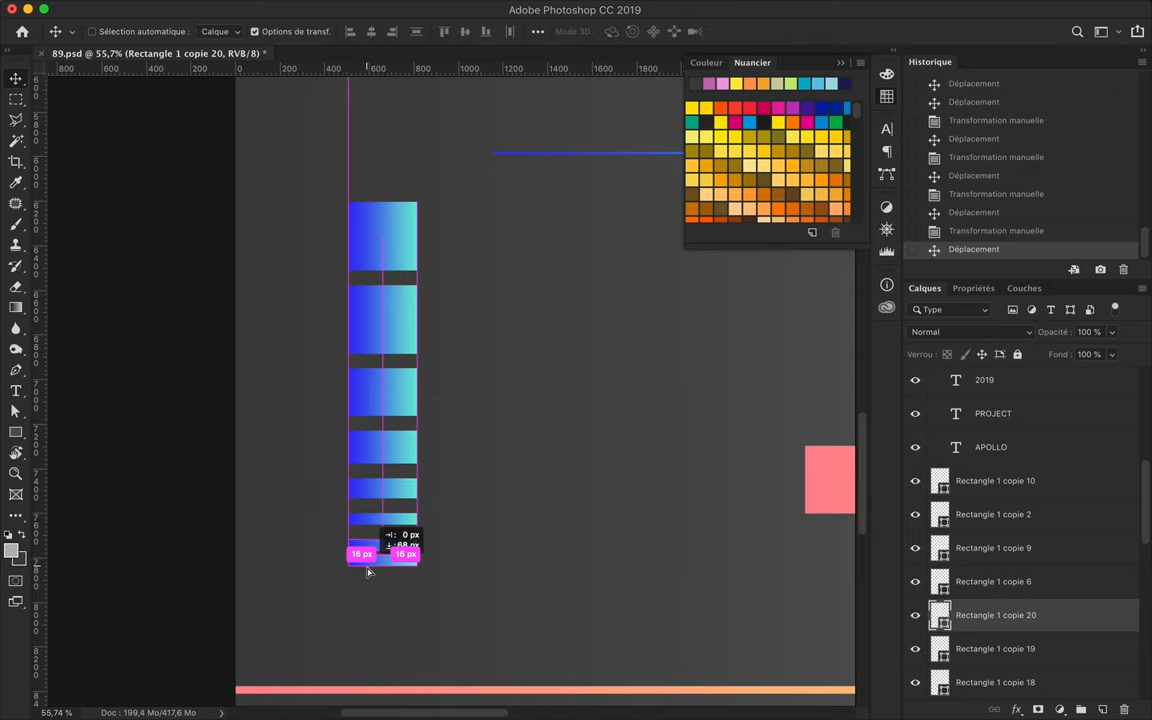 Adobe Photoshop CC 2019
Sélection automatique :
Calque
Options de transf.
Mode 3D :
89.psd @ 55,7% (Rectangle 1 copie 20, RVB/8) *
800 600 400 200 0 200 400 600 800 1000 1200 1400 1600 1800
Couleur
Nuancier
Historique
Déplacement
Déplacement
Transformation manuelle
Déplacement
Transformation manuelle
Déplacement
Transformation manuelle
Déplacement
Transformation manuelle
Déplacement
Calques
Propriétés
Couches
Type
Normal
Opacité : 100 %
Verrou :
Fond : 100 %
2019
PROJECT
APOLLO
Rectangle 1 copie 10
Rectangle 1 copie 2
Rectangle 1 copie 9
Rectangle 1 copie 6
Rectangle 1 copie 20
Rectangle 1 copie 19
Rectangle 1 copie 18
0 px
68 px
16 px
16 px
55,74 %
Doc : 199,4 Mo/417,6 Mo